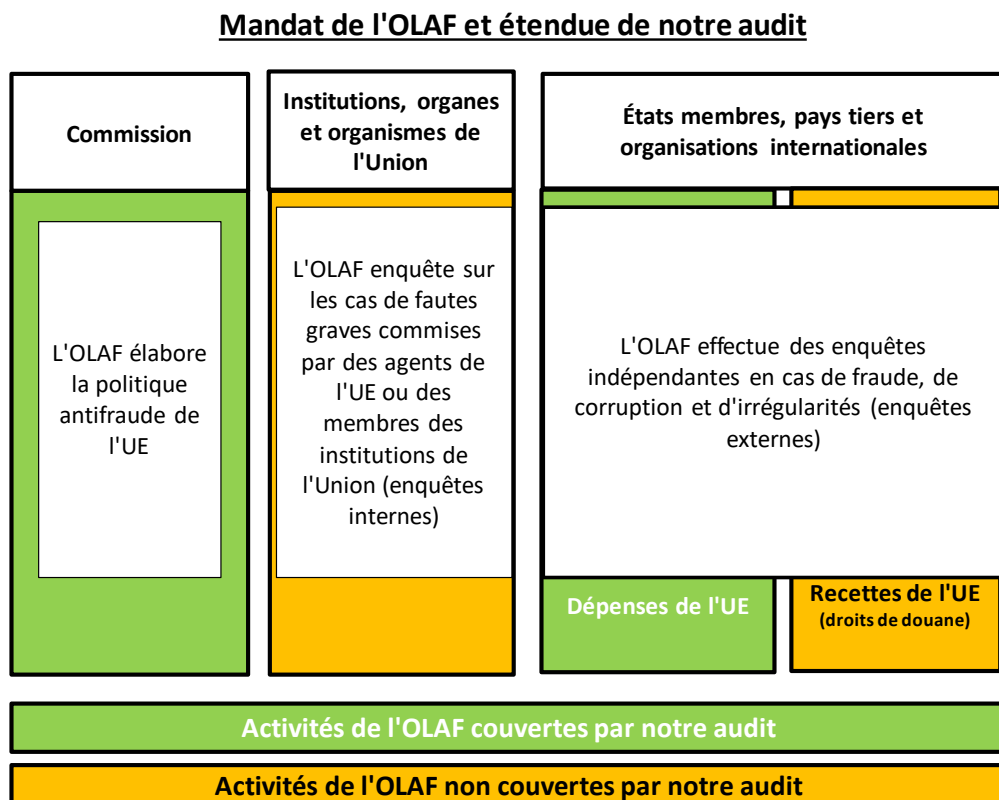 Mandat de l'OLAF et étendue de notre audit
Commission
Institutions, organes
et organismes de
l'Union
États membres, pays tiers et
organisations internationales
L'OLAF élabore
la politique
antifraude de
l'UE
L'OLAF enquête sur
les cas de fautes
graves commises
par des agents de
l'UE ou des
membres des
institutions de
l'Union (enquêtes
internes)
L'OLAF effectue des enquêtes
indépendantes en cas de fraude, de
corruption et d'irrégularités (enquêtes
externes)
Dépenses de l'UE
Recettes de l'UE
(droits de douane)
Activités de l'OLAF couvertes par notre audit
Activités de l'OLAF non couvertes par notre audit